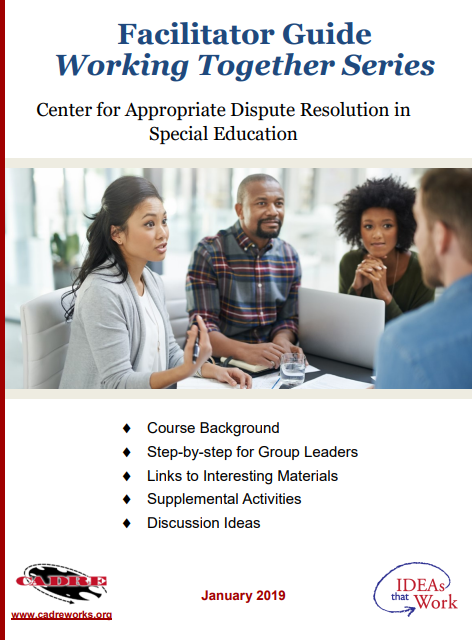 Facilitator Guide
Working Together Series
Center for Appropriate Dispute Resolution in
Special Education
♦ Course Background
♦ Step-by-step for Group Leaders
♦ Links to Interesting Materials
♦ Supplemental Activities
♦ Discussion Ideas
CADRE
www.cadreworks.org
January 2019
IDEAs
that Work